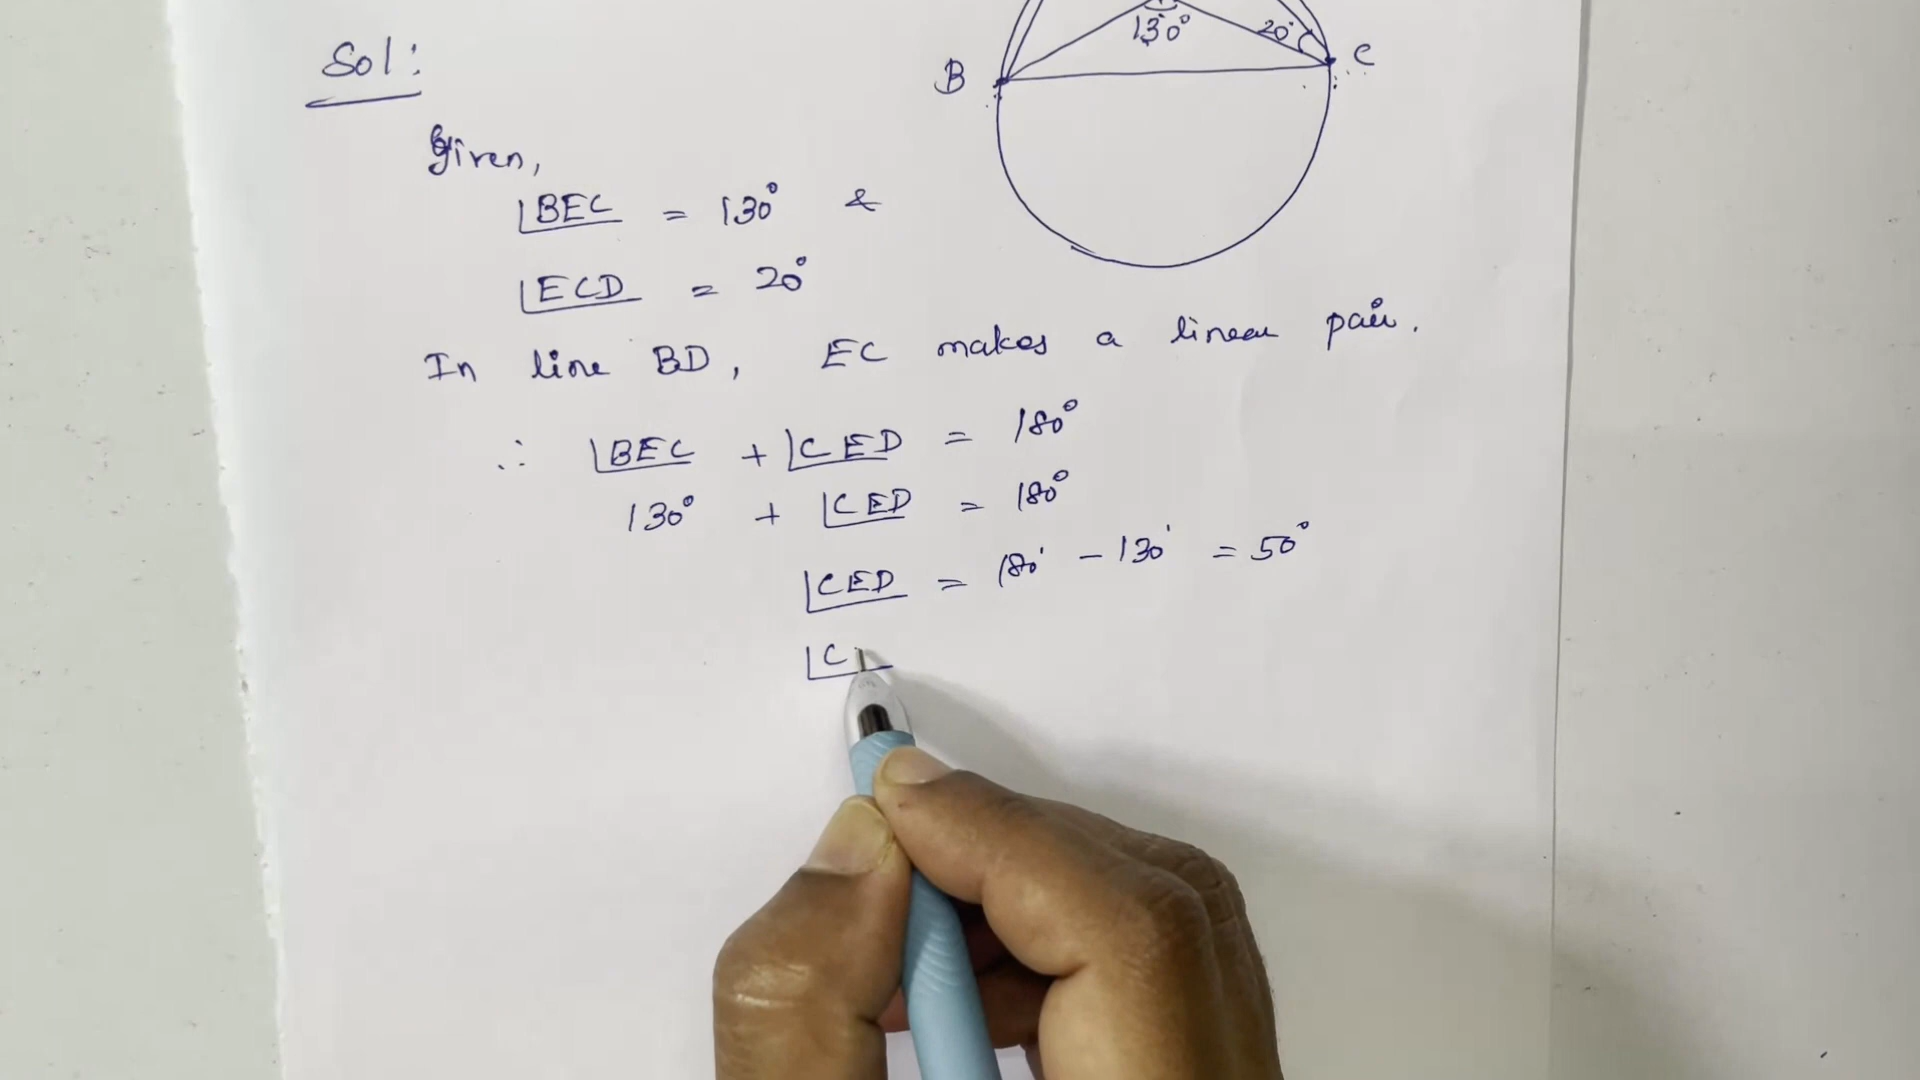 130°
20°
C
B
Sol:
Given,
∠BEC = 130° &
∠ECD = 20°
In line BD, EC makes a linear pair.
∴ ∠BEC + ∠CED = 180°
130° + ∠CED = 180°
∠CED = 180° - 130° = 50°
∠C